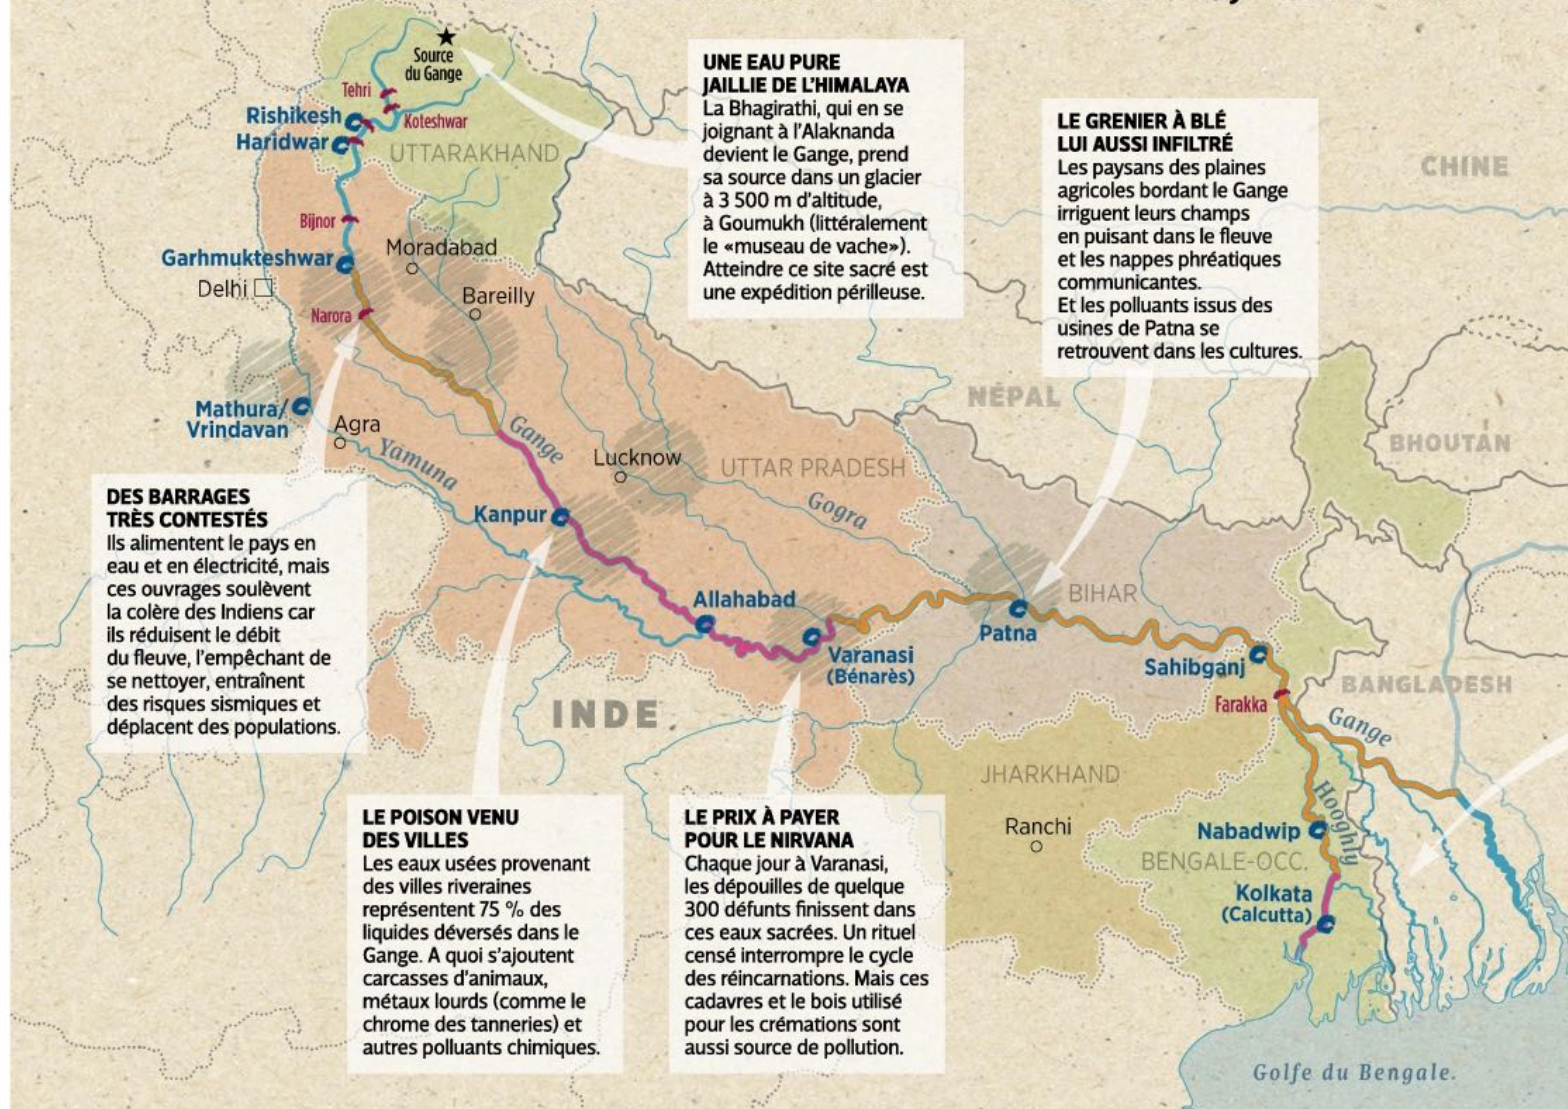 Source
du Gange
Tehri
Koteshwar
Rishikesh
Haridwar
UTTARAKHAND
Bijnor
Garhmukteshwar
Moradabad
Delhi
Bareilly
Narora
Mathura/
Vrindavan
Agra
Yamuna
Gange
Lucknow
UTTAR PRADESH
Gogra
Kanpur
Allahabad
Varanasi
(Bénarès)
Patna
BIHAR
Sahibganj
Farakka
CHINE
NÉPAL
BHOUTAN
BANGLADESH
Gange
INDE
JHARKHAND
Ranchi
Hooghly
Nabadwip
BENGALE-OCC.
Kolkata
(Calcutta)
Golfe du Bengale.
UNE EAU PURE
JAILLIE DE L'HIMALAYA
La Bhagirathi, qui en se
joignant à l'Alaknanda
devient le Gange, prend
sa source dans un glacier
à 3 500 m d'altitude,
à Goumukh (littéralement
le «museau de vache»).
Atteindre ce site sacré est
une expédition périlleuse.
LE GRENIER À BLÉ
LUI AUSSI INFILTRÉ
Les paysans des plaines
agricoles bordant le Gange
irriguent leurs champs
en puisant dans le fleuve
et les nappes phréatiques
communicantes.
Et les polluants issus des
usines de Patna se
retrouvent dans les cultures.
DES BARRAGES
TRÈS CONTESTÉS
Ils alimentent le pays en
eau et en électricité, mais
ces ouvrages soulèvent
la colère des Indiens car
ils réduisent le débit
du fleuve, l'empêchant de
se nettoyer, entraînent
des risques sismiques et
déplacent des populations.
LE POISON VENU
DES VILLES
Les eaux usées provenant
des villes riveraines
représentent 75 % des
liquides déversés dans le
Gange. A quoi s'ajoutent
carcasses d'animaux,
métaux lourds (comme le
chrome des tanneries) et
autres polluants chimiques.
LE PRIX À PAYER
POUR LE NIRVANA
Chaque jour à Varanasi,
les dépouilles de quelque
300 défunts finissent dans
ces eaux sacrées. Un rituel
censé interrompre le cycle
des réincarnations. Mais ces
cadavres et le bois utilisé
pour les crémations sont
aussi source de pollution.